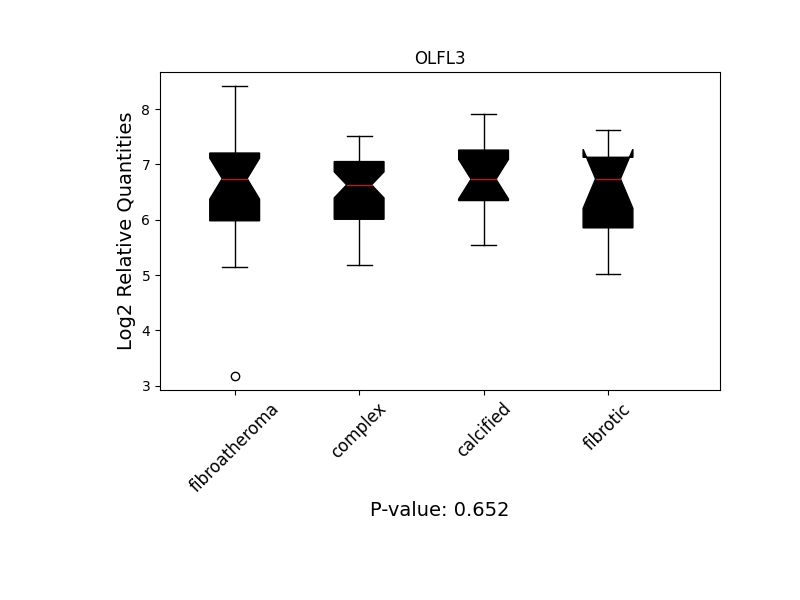 OLFL3
Log2 Relative Quantities
8
7
6
5
4
3
fibroatheroma
complex
calcified
fibrotic
P-value: 0.652